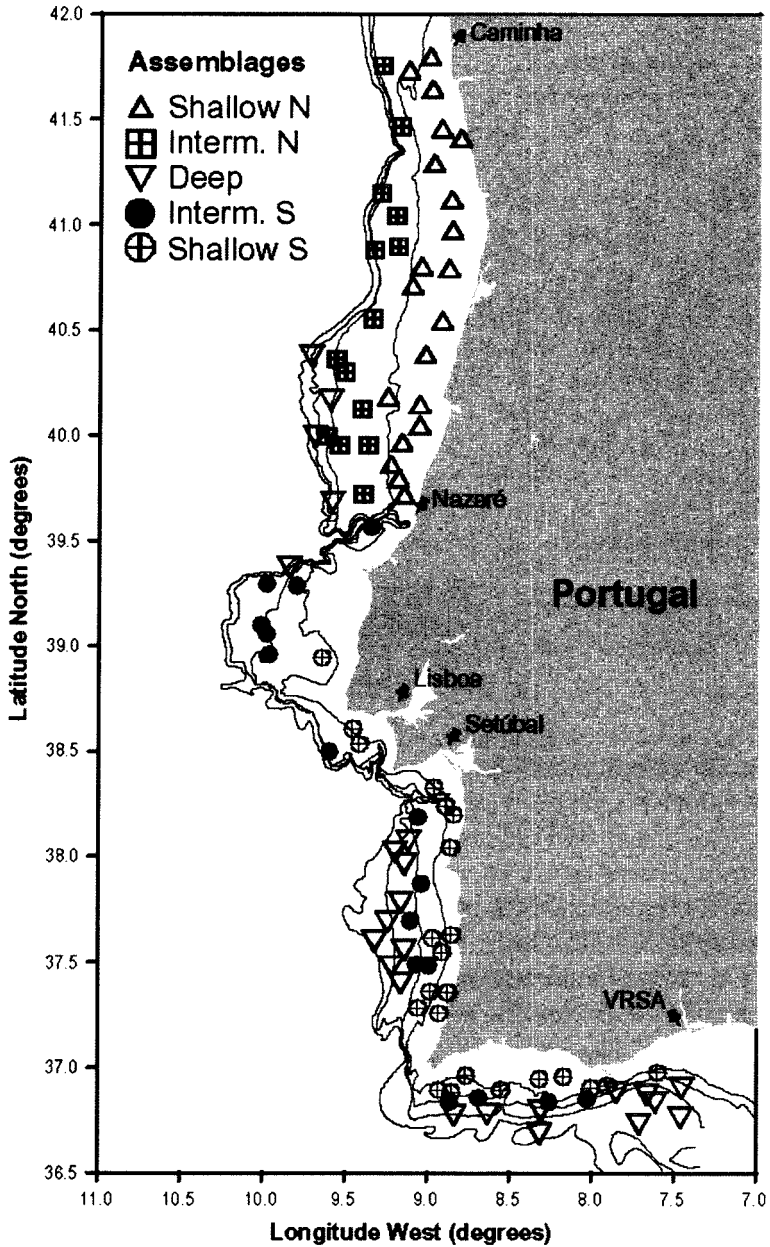 42.0
41.5
41.0
40.5
40.0
39.5
39.0
38.5
38.0
37.5
37.0
36.5
Latitude North (degrees)
Assemblages
Shallow N
Interm. N
Deep
Interm. S
Shallow S
Caminha
Nazaré
Portugal
Lisboa
Setúbal
VRSA
11.0 10.5 10.0 9.5 9.0 8.5 8.0 7.5 7.0
Longitude West (degrees)